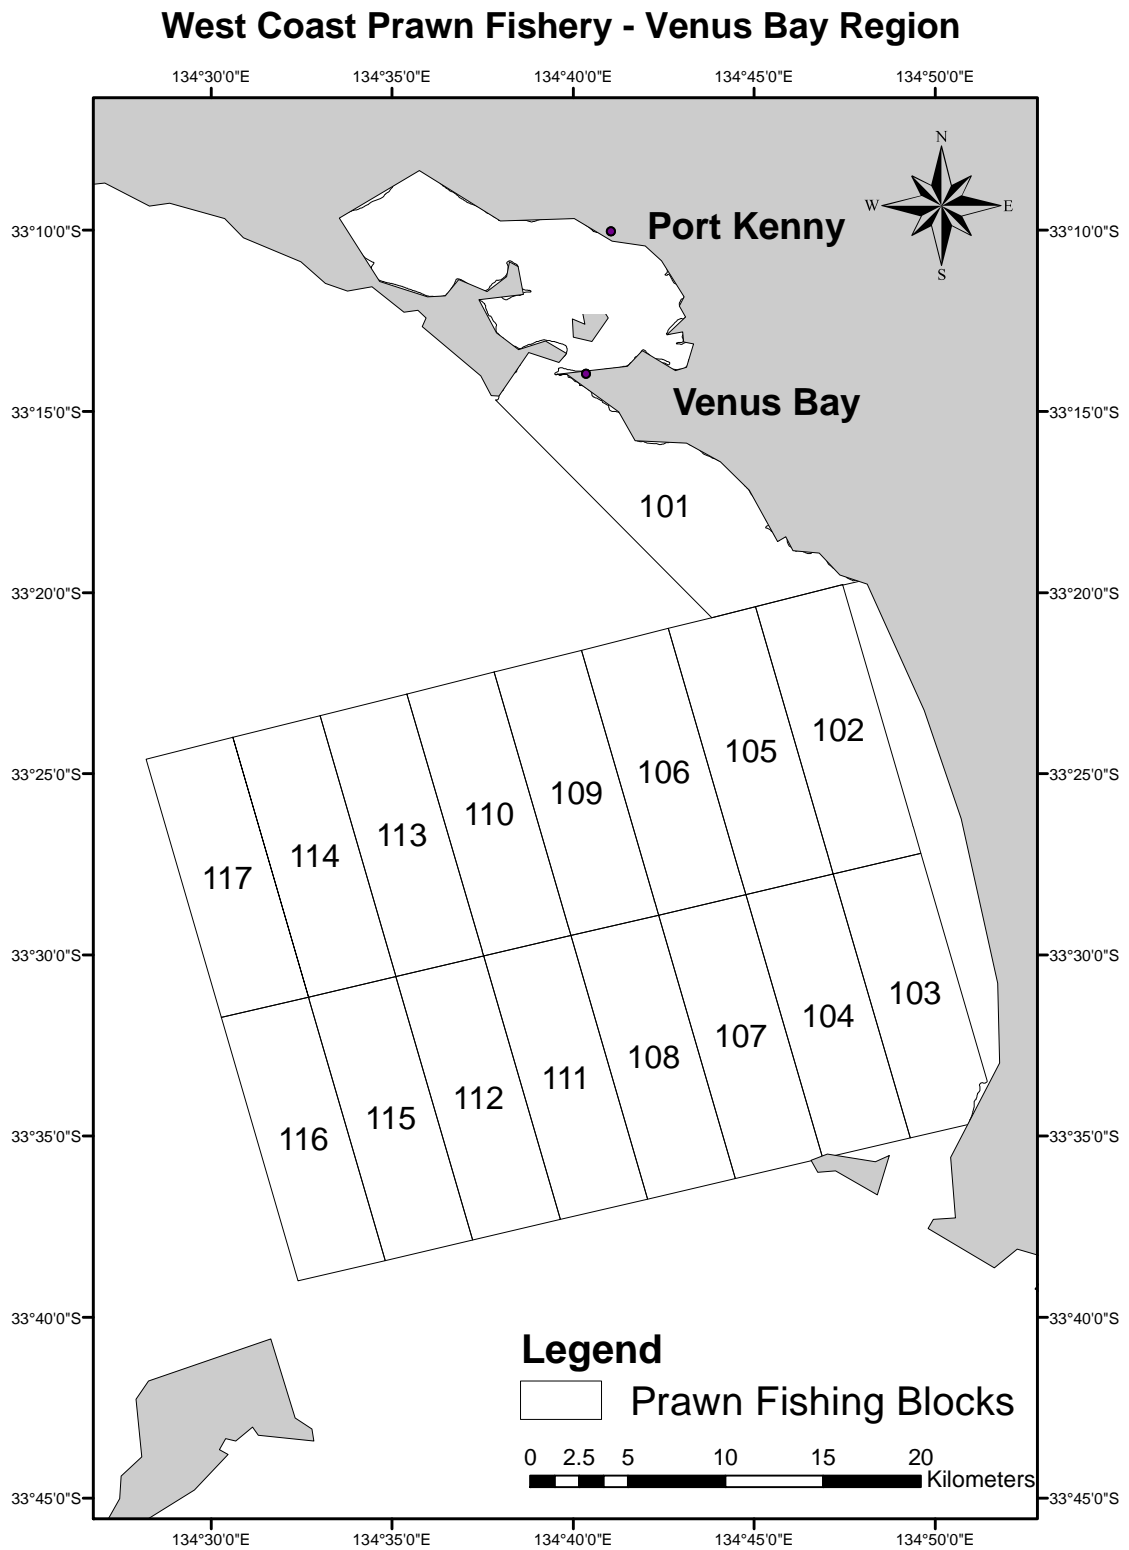 West Coast Prawn Fishery - Venus Bay Region
134°30'0"E 134°35'0"E 134°40'0"E 134°45'0"E 134°50'0"E
N
W E
S
33°10'0"S Port Kenny 33°10'0"S
Venus Bay
33°15'0"S 33°15'0"S
101
33°20'0"S 33°20'0"S
102
105
106
109
110
113
114
117
33°25'0"S 33°25'0"S
33°30'0"S 33°30'0"S
103
104
107
108
111
112
115
116
33°35'0"S 33°35'0"S
33°40'0"S 33°40'0"S
Legend
Prawn Fishing Blocks
0 2.5 5 10 15 20
Kilometers
33°45'0"S 33°45'0"S
134°30'0"E 134°35'0"E 134°40'0"E 134°45'0"E 134°50'0"E